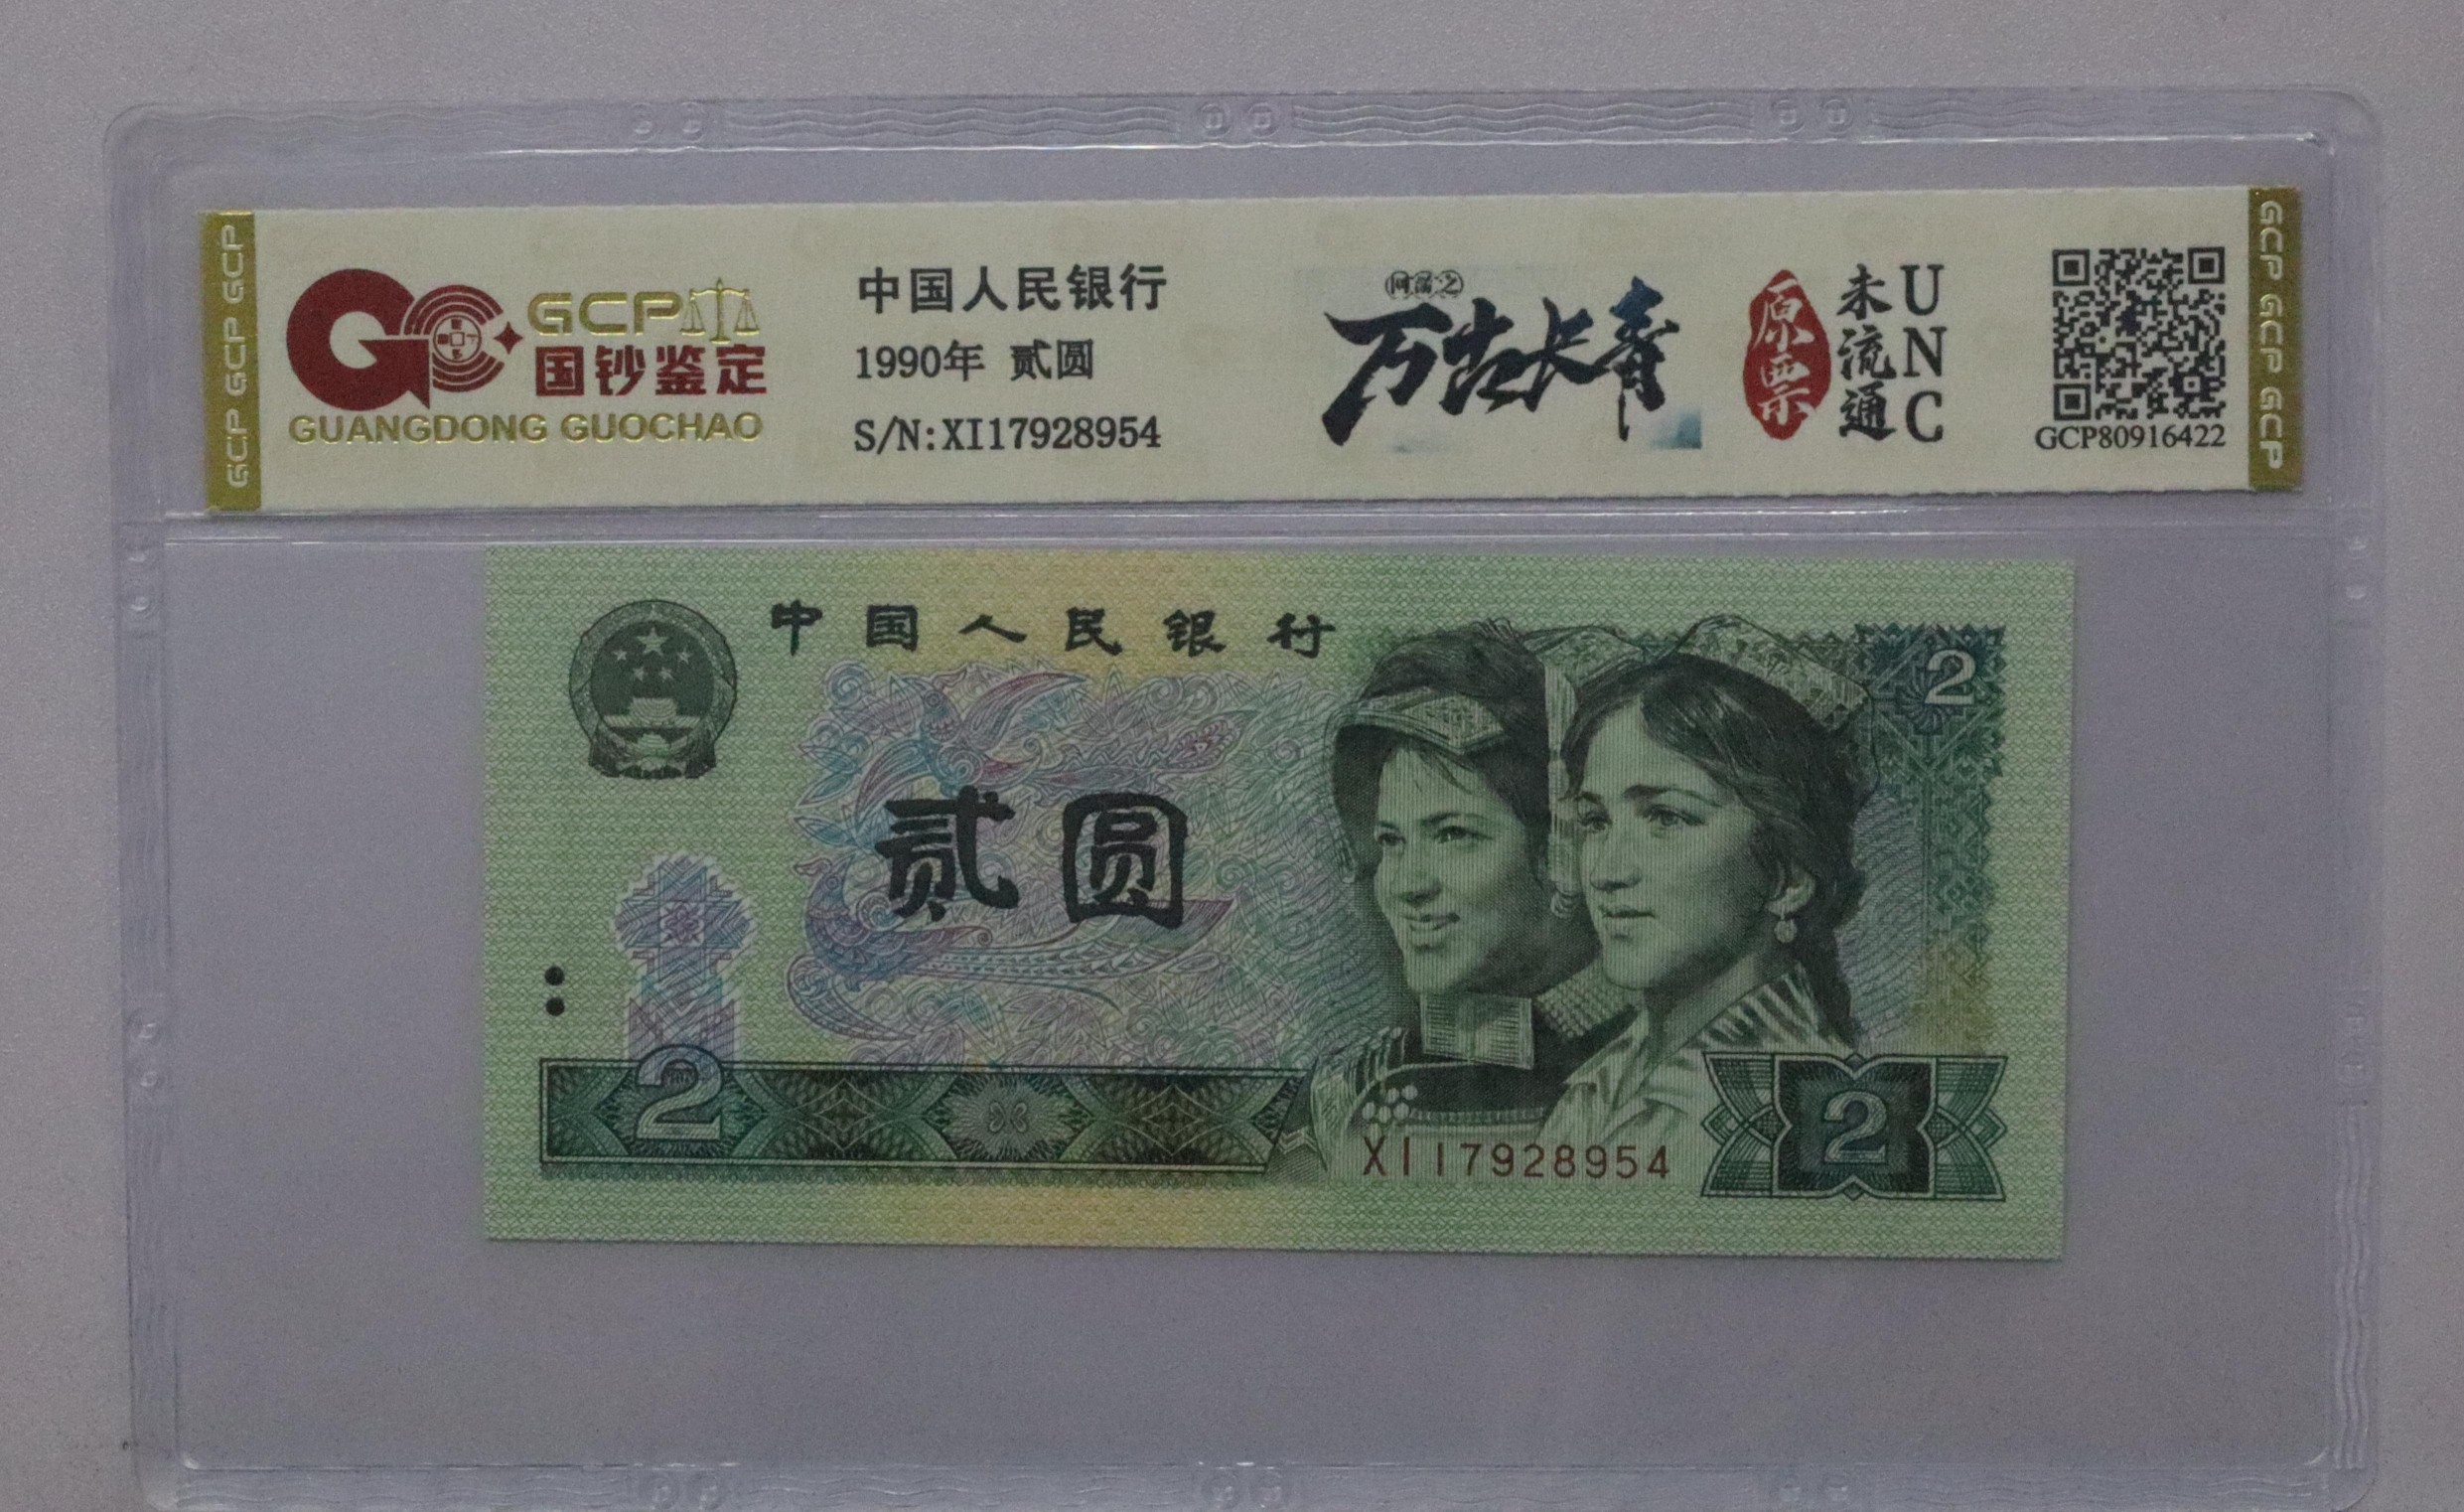 GCP GCP GCP
GCP
国钞鉴定
GUANGDONG GUOCHAO
中国人民银行
1990年 贰圆
S/N:XI17928954
万古长青
原票
未流通
UNC
GCP80916422
GCP GCP GCP
中国人民银行
2
贰圆
2
XI17928954
2